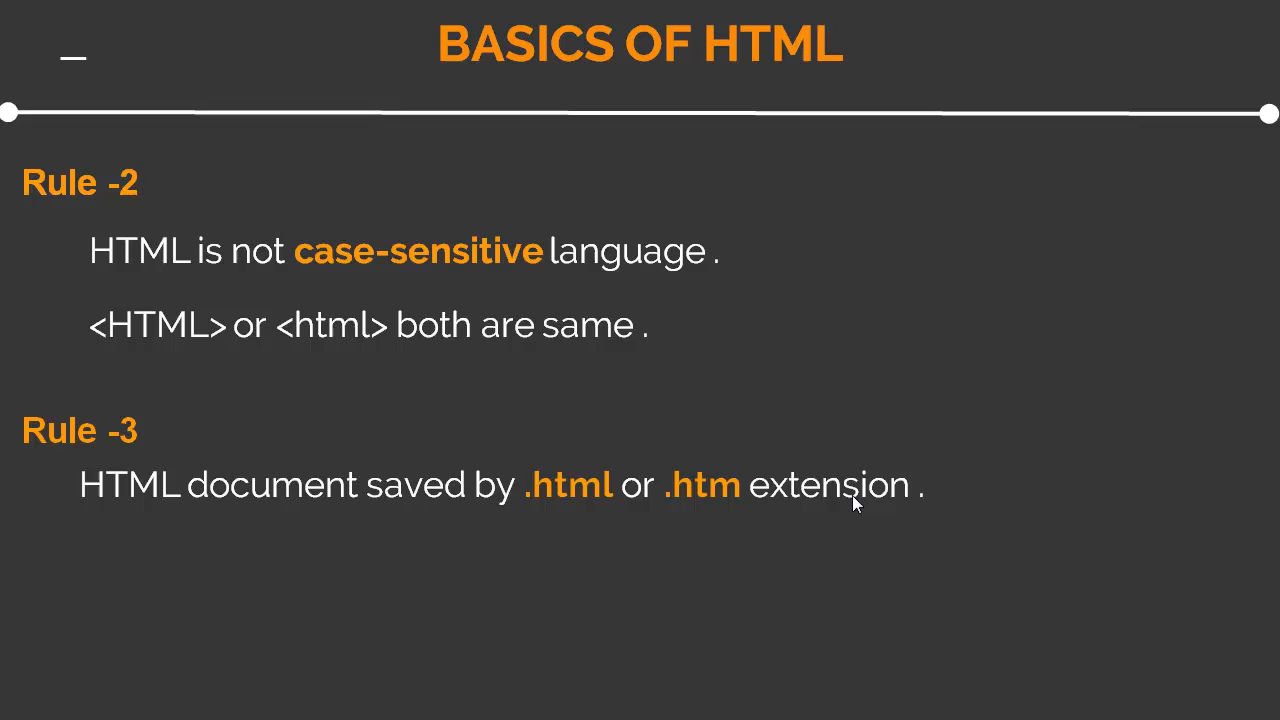 BASICS OF HTML
Rule -2
HTML is not case-sensitive language .
<HTML> or <html> both are same .
Rule -3
HTML document saved by .html or .htm extension .